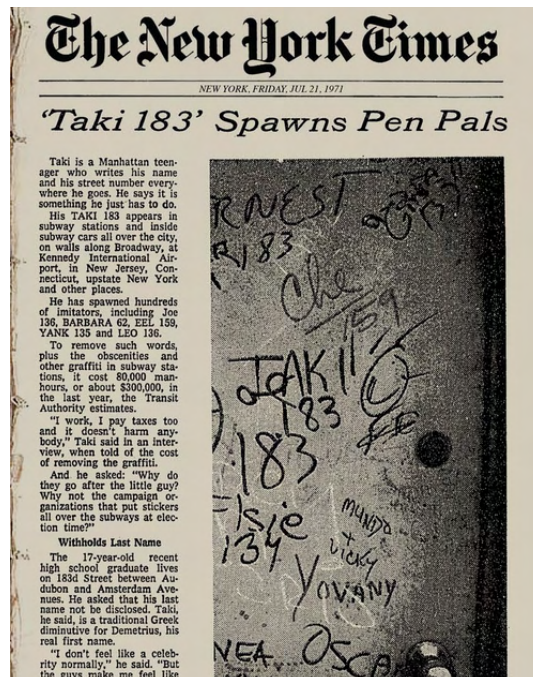 The New York Times
NEW YORK, FRIDAY, JUL 21, 1971
'Taki 183' Spawns Pen Pals
Taki is a Manhattan teen-
ager who writes his name
and his street number every-
where he goes. He says it is
something he just has to do.
His TAKI 183 appears in
subway stations and inside
subway cars all over the city,
on walls along Broadway, at
Kennedy International Air-
port, in New Jersey, Con-
necticut, upstate New York
and other places.
He has spawned hundreds
of imitators, including Joe
136, BARBARA 62, EEL 159,
YANK 135 and LEO 136.
To remove such words,
plus the obscenities and
other graffiti in subway sta-
tions, it cost 80,000 man-
hours, or about $300,000, in
the last year, the Transit
Authority estimates.
"I work, I pay taxes too
and it doesn't harm any-
body," Taki said in an inter-
view, when told of the cost
of removing the graffiti.
And he asked: "Why do
they go after the little guy?
Why not the campaign or-
ganizations that put stickers
all over the subways at elec-
tion time?"
Withholds Last Name
The 17-year-old recent
high school graduate lives
on 183d Street between Au-
dubon and Amsterdam Ave-
nues. He asked that his last
name not be disclosed. Taki,
he said, is a traditional Greek
diminutive for Demetrius, his
real first name.
"I don't feel like a celeb-
rity normally," he said. "But
the guys make me feel like
RNEST
183
Che
159
TAKI
183
183
Elsie
134
MUNDO
+
VICKY
YOVANY
NEA OSCA